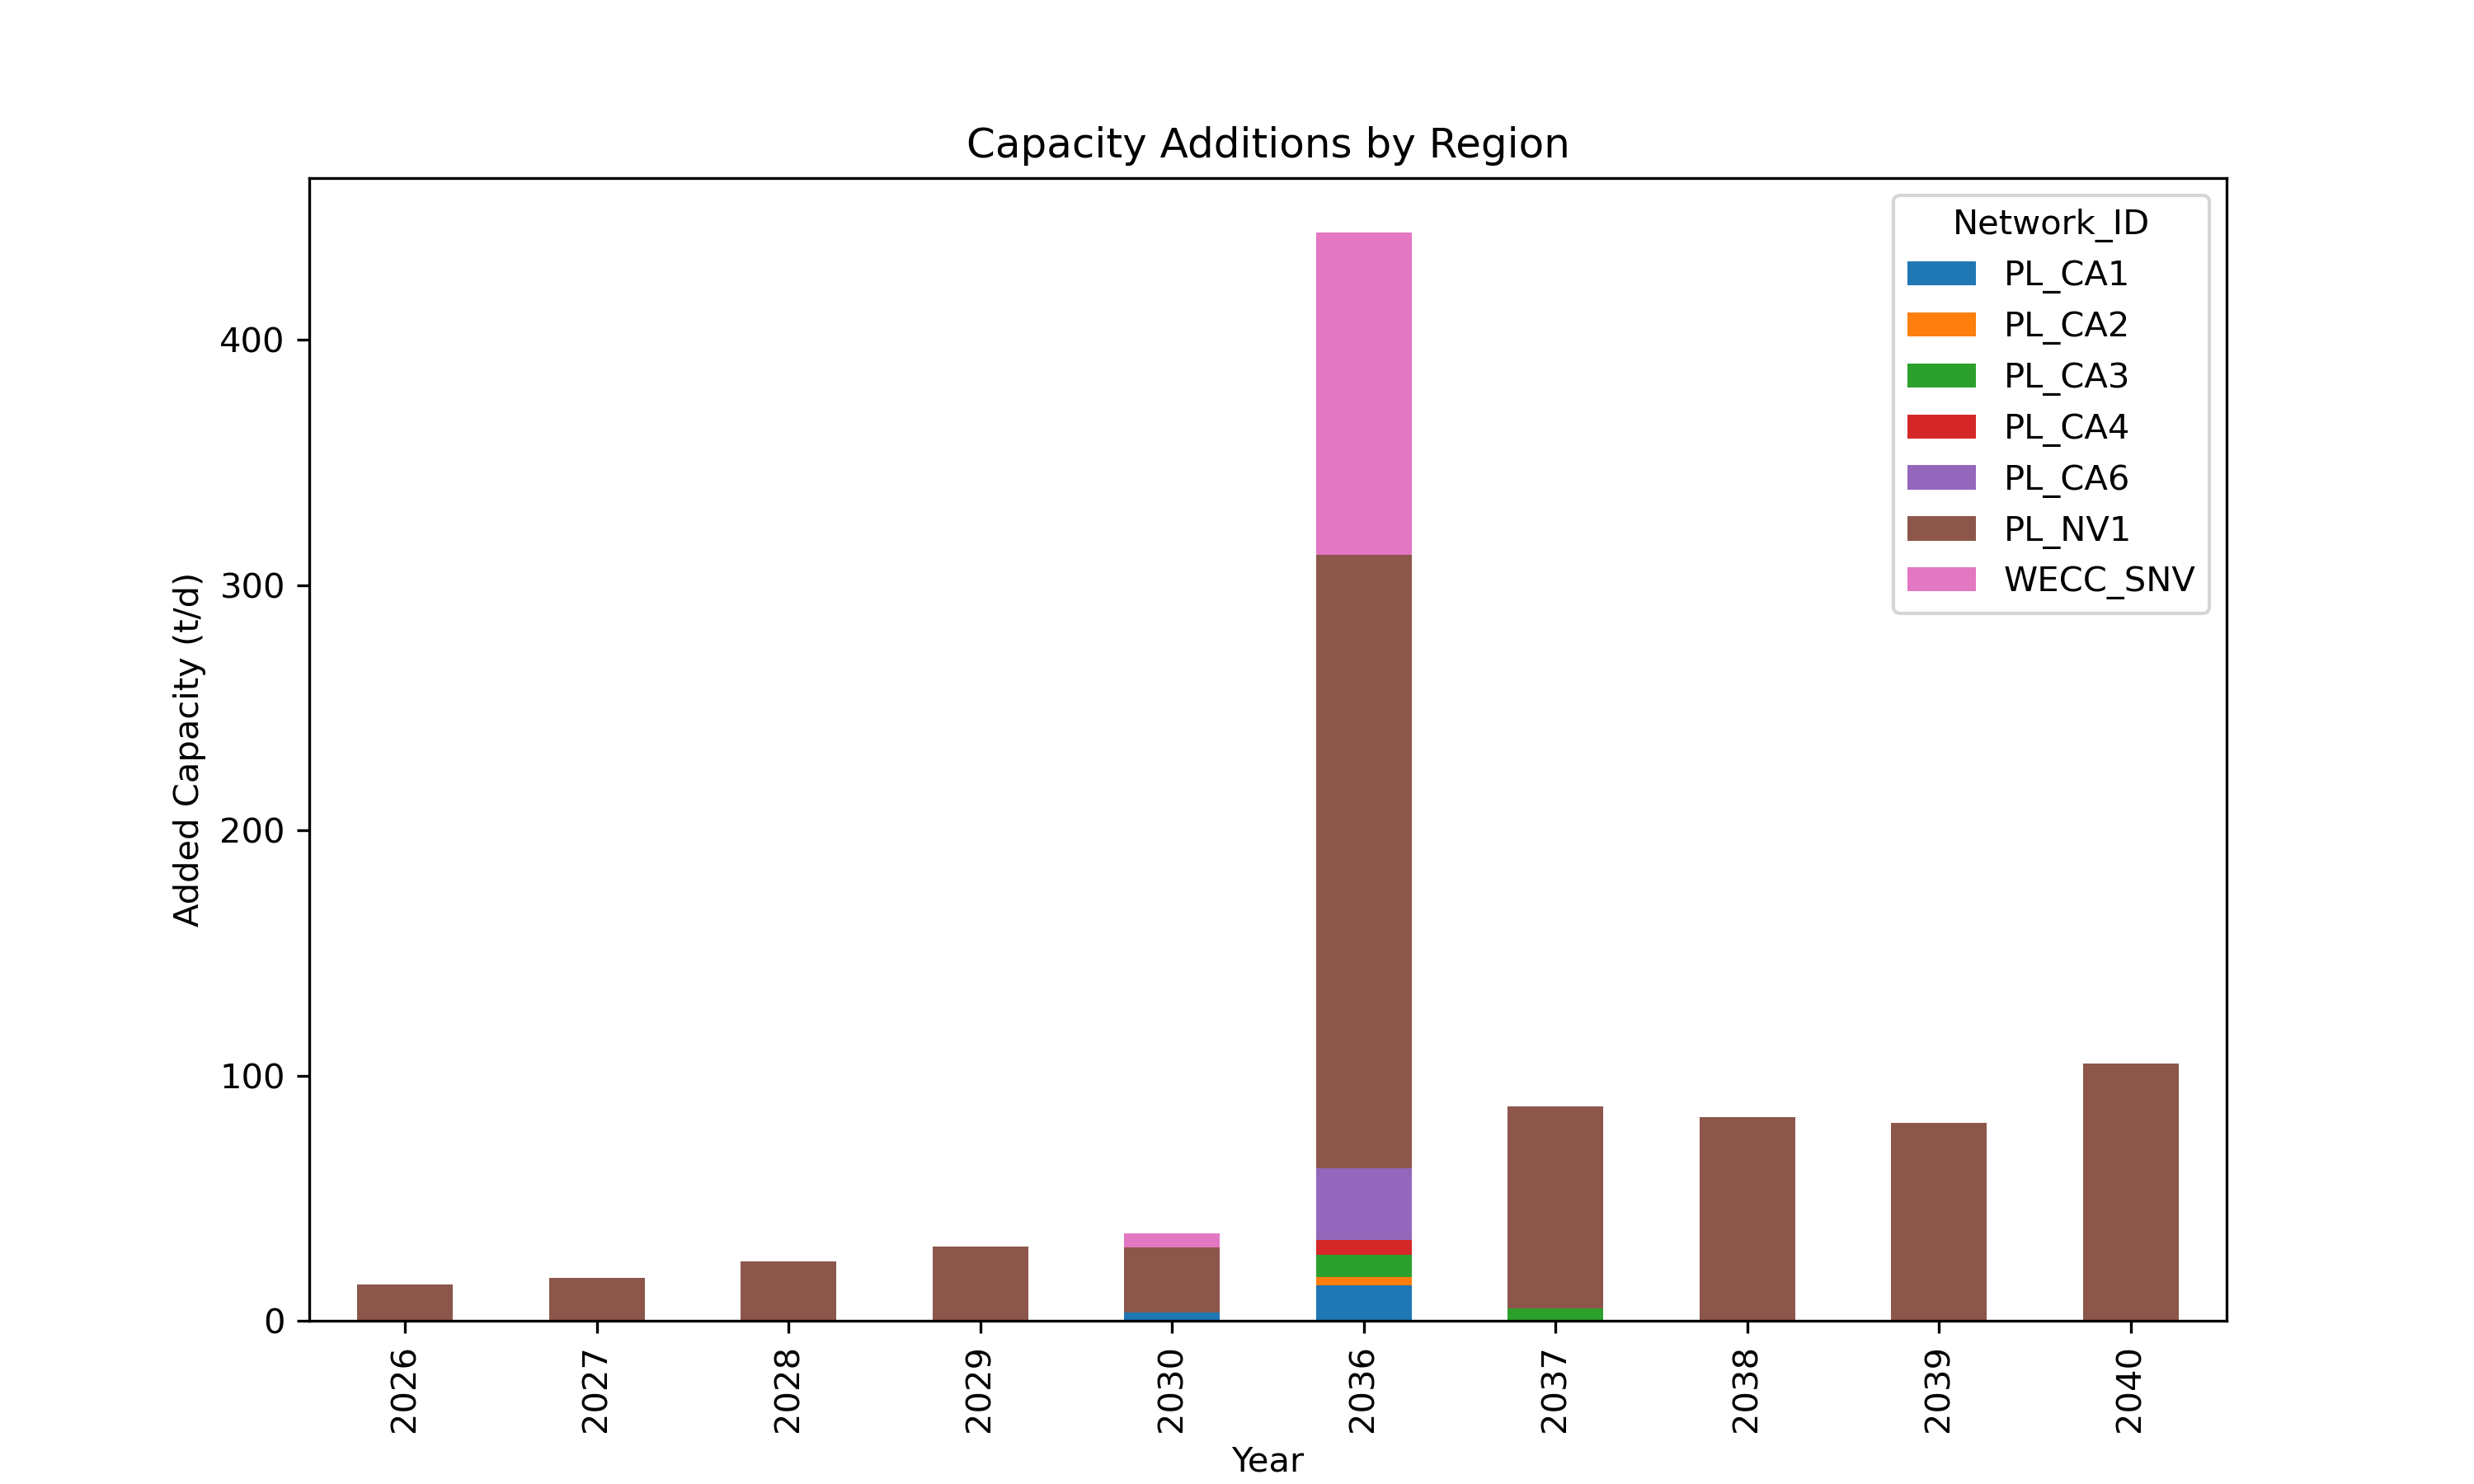 Capacity Additions by Region
Network_ID
PL_CA1
PL_CA2
PL_CA3
PL_CA4
PL_CA6
PL_NV1
WECC_SNV
Added Capacity (t/d)
400
300
200
100
0
2026
2027
2028
2029
2030
2036
2037
2038
2039
2040
Year